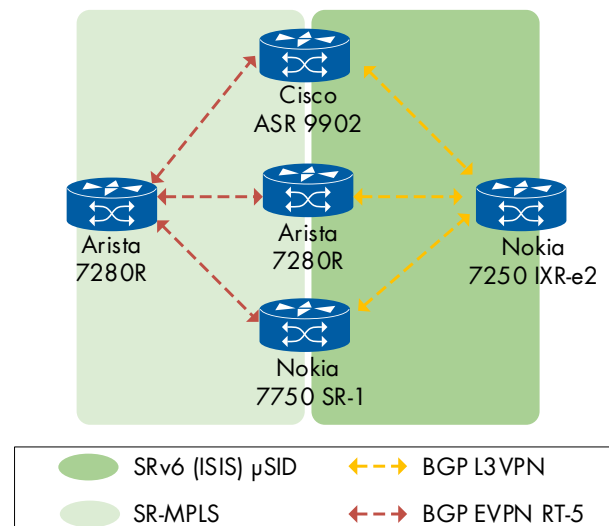 Cisco
ASR 9902
Arista
7280R
Arista
7280R
Nokia
7250 IXR-e2
Nokia
7750 SR-1
SRv6 (ISIS) µSID
BGP L3VPN
SR-MPLS
BGP EVPN RT-5